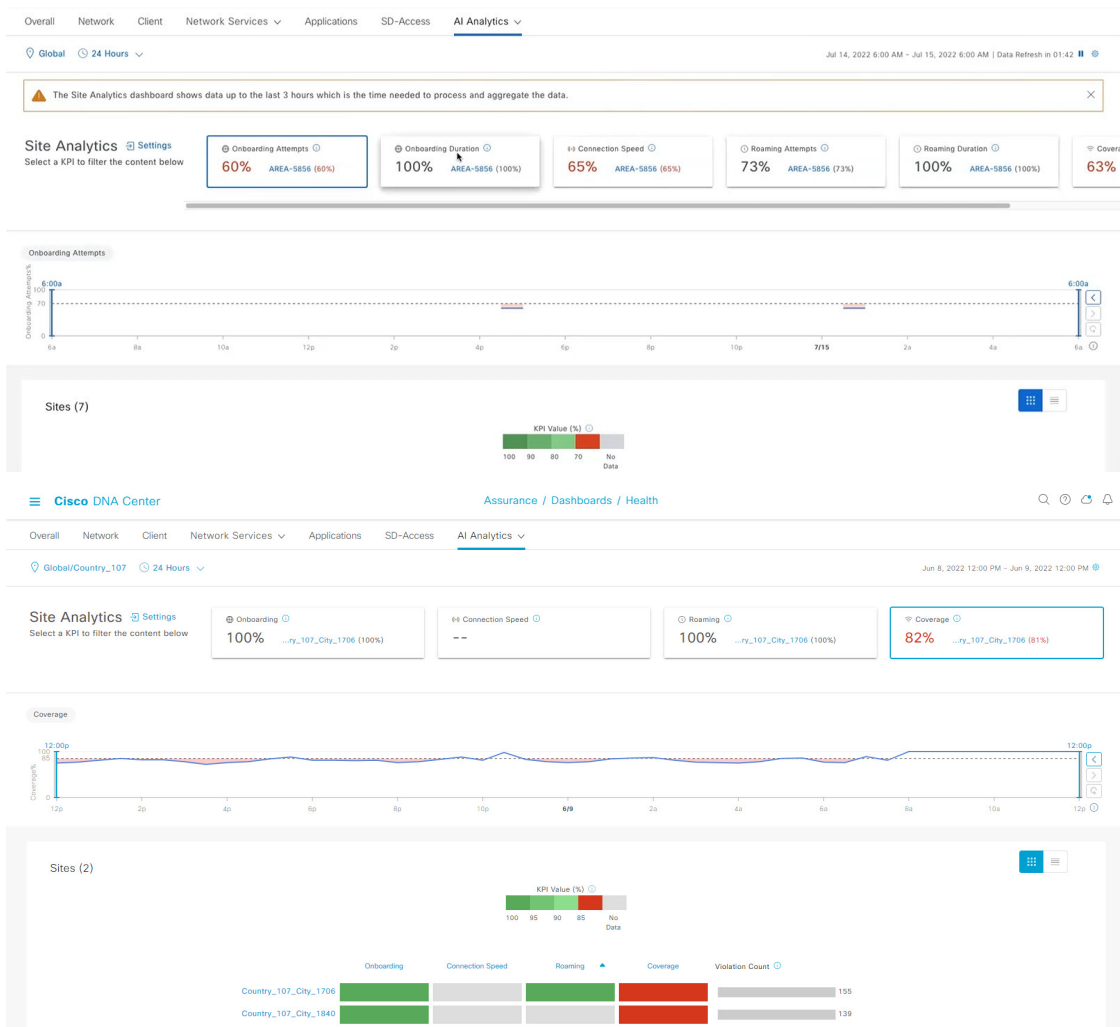 Overall Network Client Network Services Applications SD-Access AI Analytics
Global 24 Hours Jul 14, 2022 6:00 AM - Jul 15, 2022 6:00 AM | Data Refresh in 01:42
The Site Analytics dashboard shows data up to the last 3 hours which is the time needed to process and aggregate the data.
Site Analytics Settings
Select a KPI to filter the content below
Onboarding Attempts
60% AREA-5856 (60%)
Onboarding Duration
100% AREA-5856 (100%)
Connection Speed
65% AREA-5856 (65%)
Roaming Attempts
73% AREA-5856 (73%)
Roaming Duration
100% AREA-5856 (100%)
Covera
63%
Onboarding Attempts
Onboarding Attempts%
6:00a 6:00a
100
70
0
6a 8a 10a 12p 2p 4p 6p 8p 10p 7/15 2a 4a 6a
Sites (7)
KPI Value (%)
100 90 80 70 No
Data
Cisco DNA Center Assurance / Dashboards / Health
Overall Network Client Network Services Applications SD-Access AI Analytics
Global/Country_107 24 Hours Jun 8, 2022 12:00 PM - Jun 9, 2022 12:00 PM
Site Analytics Settings
Select a KPI to filter the content below
Onboarding
100% ...ry_107_City_1706 (100%)
Connection Speed
--
Roaming
100% ...ry_107_City_1706 (100%)
Coverage
82% ...ry_107_City_1706 (81%)
Coverage
Coverage%
12:00p 12:00p
100
85
0
12p 2p 4p 6p 8p 10p 6/9 2a 4a 6a 8a 10a 12p
Sites (2)
KPI Value (%)
100 95 90 85 No
Data
Onboarding Connection Speed Roaming Coverage Violation Count
Country_107_City_1706 155
Country_107_City_1840 139